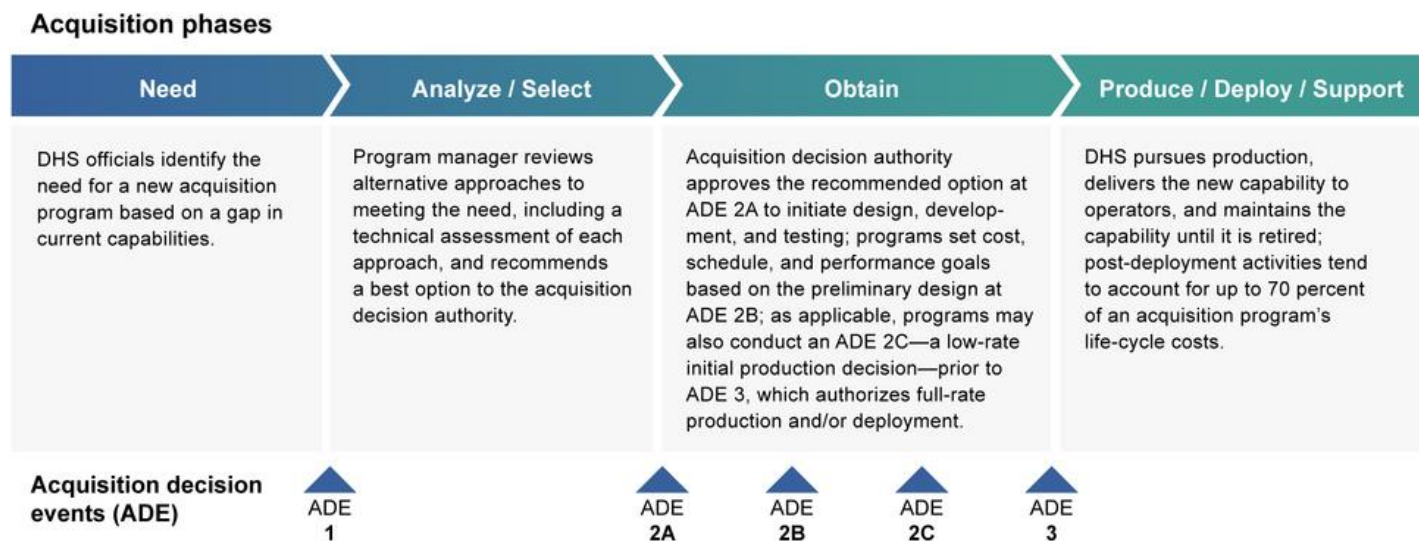 Acquisition phases
Need
Analyze / Select
Obtain
Produce / Deploy / Support
DHS officials identify the
need for a new acquisition
program based on a gap in
current capabilities.
Program manager reviews
alternative approaches to
meeting the need, including a
technical assessment of each
approach, and recommends
a best option to the acquisition
decision authority.
Acquisition decision authority
approves the recommended option at
ADE 2A to initiate design, develop-
ment, and testing; programs set cost,
schedule, and performance goals
based on the preliminary design at
ADE 2B; as applicable, programs may
also conduct an ADE 2C—a low-rate
initial production decision—prior to
ADE 3, which authorizes full-rate
production and/or deployment.
DHS pursues production,
delivers the new capability to
operators, and maintains the
capability until it is retired;
post-deployment activities tend
to account for up to 70 percent
of an acquisition program’s
life-cycle costs.
Acquisition decision
events (ADE)
ADE
1
ADE
2A
ADE
2B
ADE
2C
ADE
3